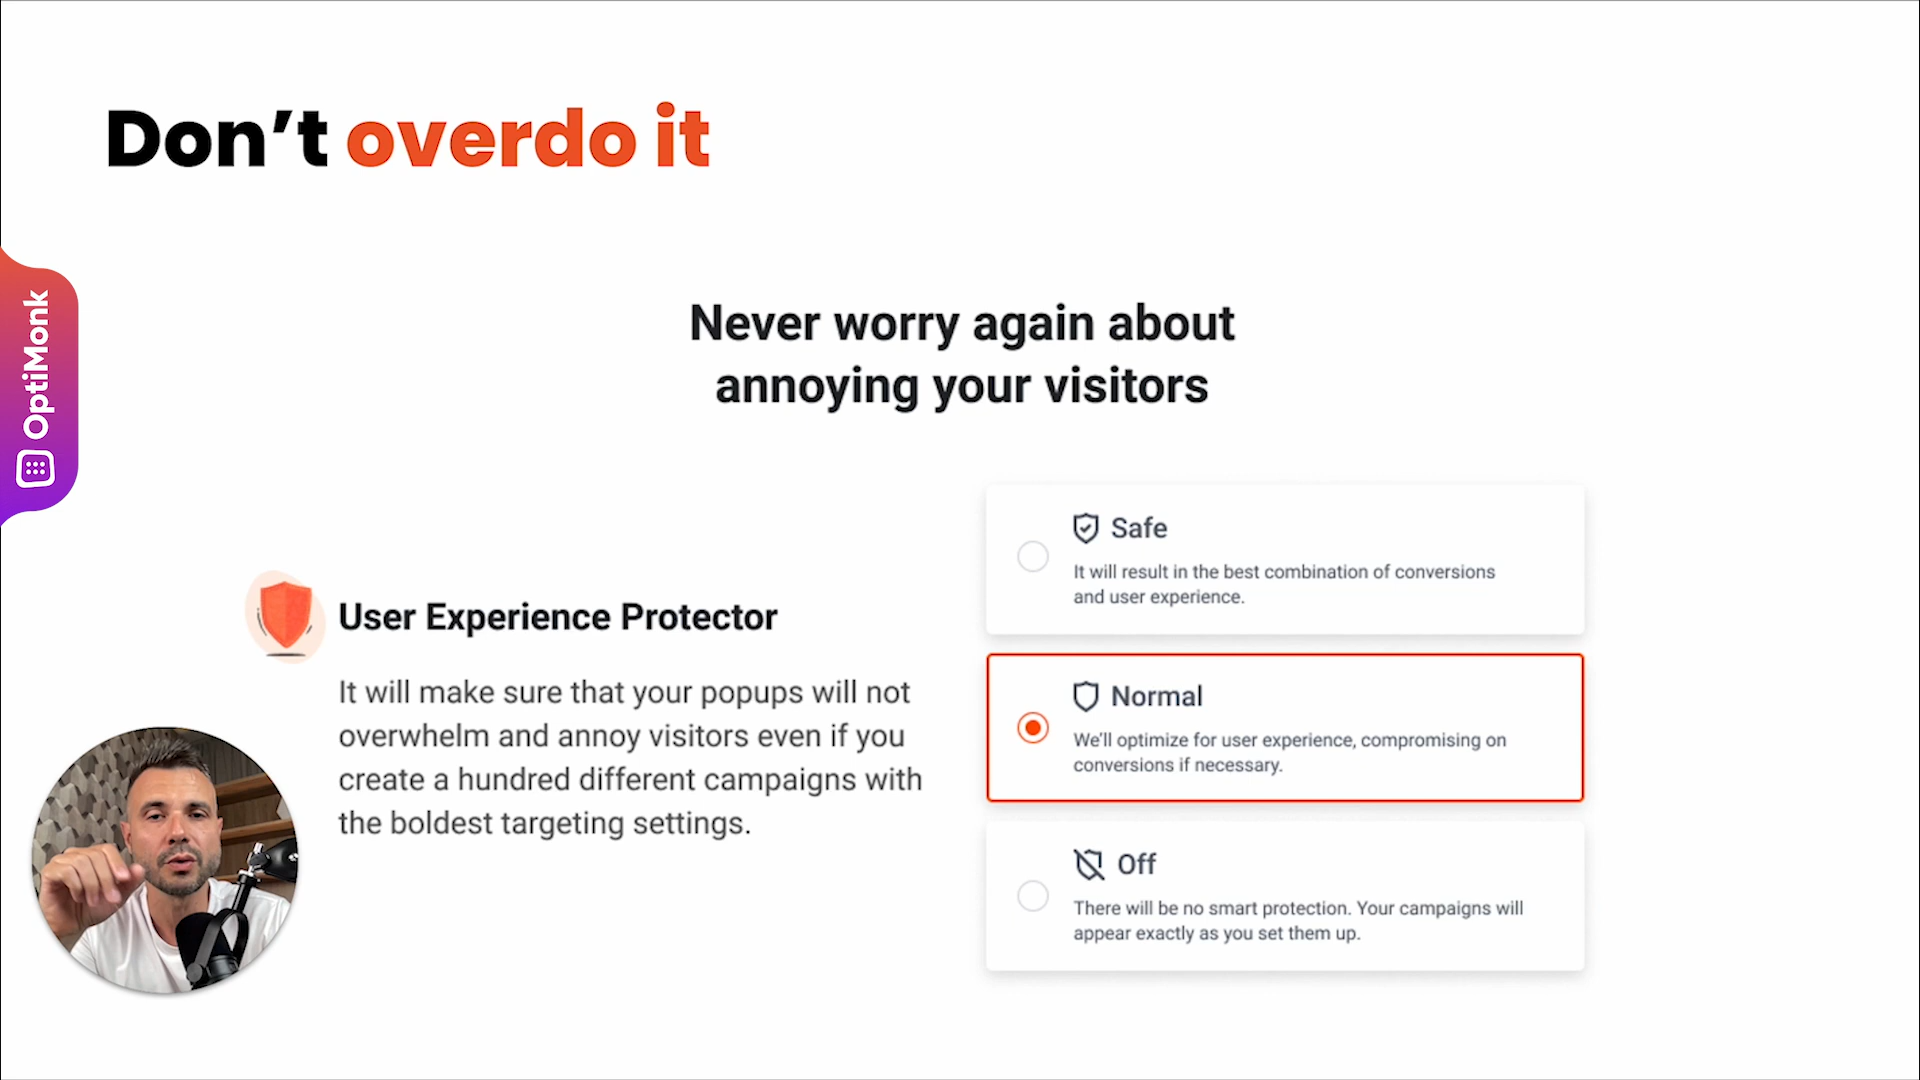 Don't overdo it
OptiMonk
Never worry again about
annoying your visitors
User Experience Protector
It will make sure that your popups will not
overwhelm and annoy visitors even if you
create a hundred different campaigns with
the boldest targeting settings.
Safe
It will result in the best combination of conversions
and user experience.
Normal
We'll optimize for user experience, compromising on
conversions if necessary.
Off
There will be no smart protection. Your campaigns will
appear exactly as you set them up.